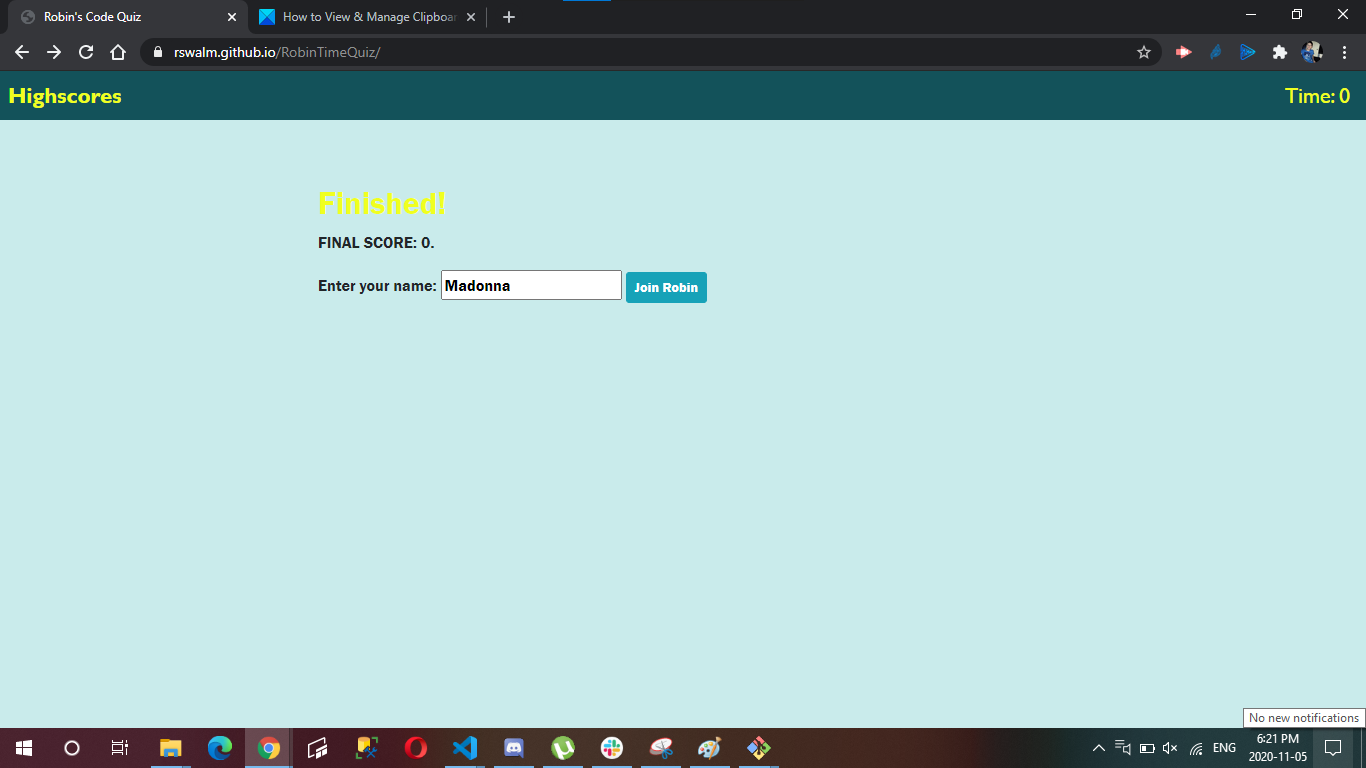 Robin's Code Quiz
How to View & Manage Clipboar
rswalm.github.io/RobinTimeQuiz/
Highscores
Time: 0
Finished!
FINAL SCORE: 0.
Enter your name: Madonna Join Robin
No new notifications
ENG
6:21 PM
2020-11-05